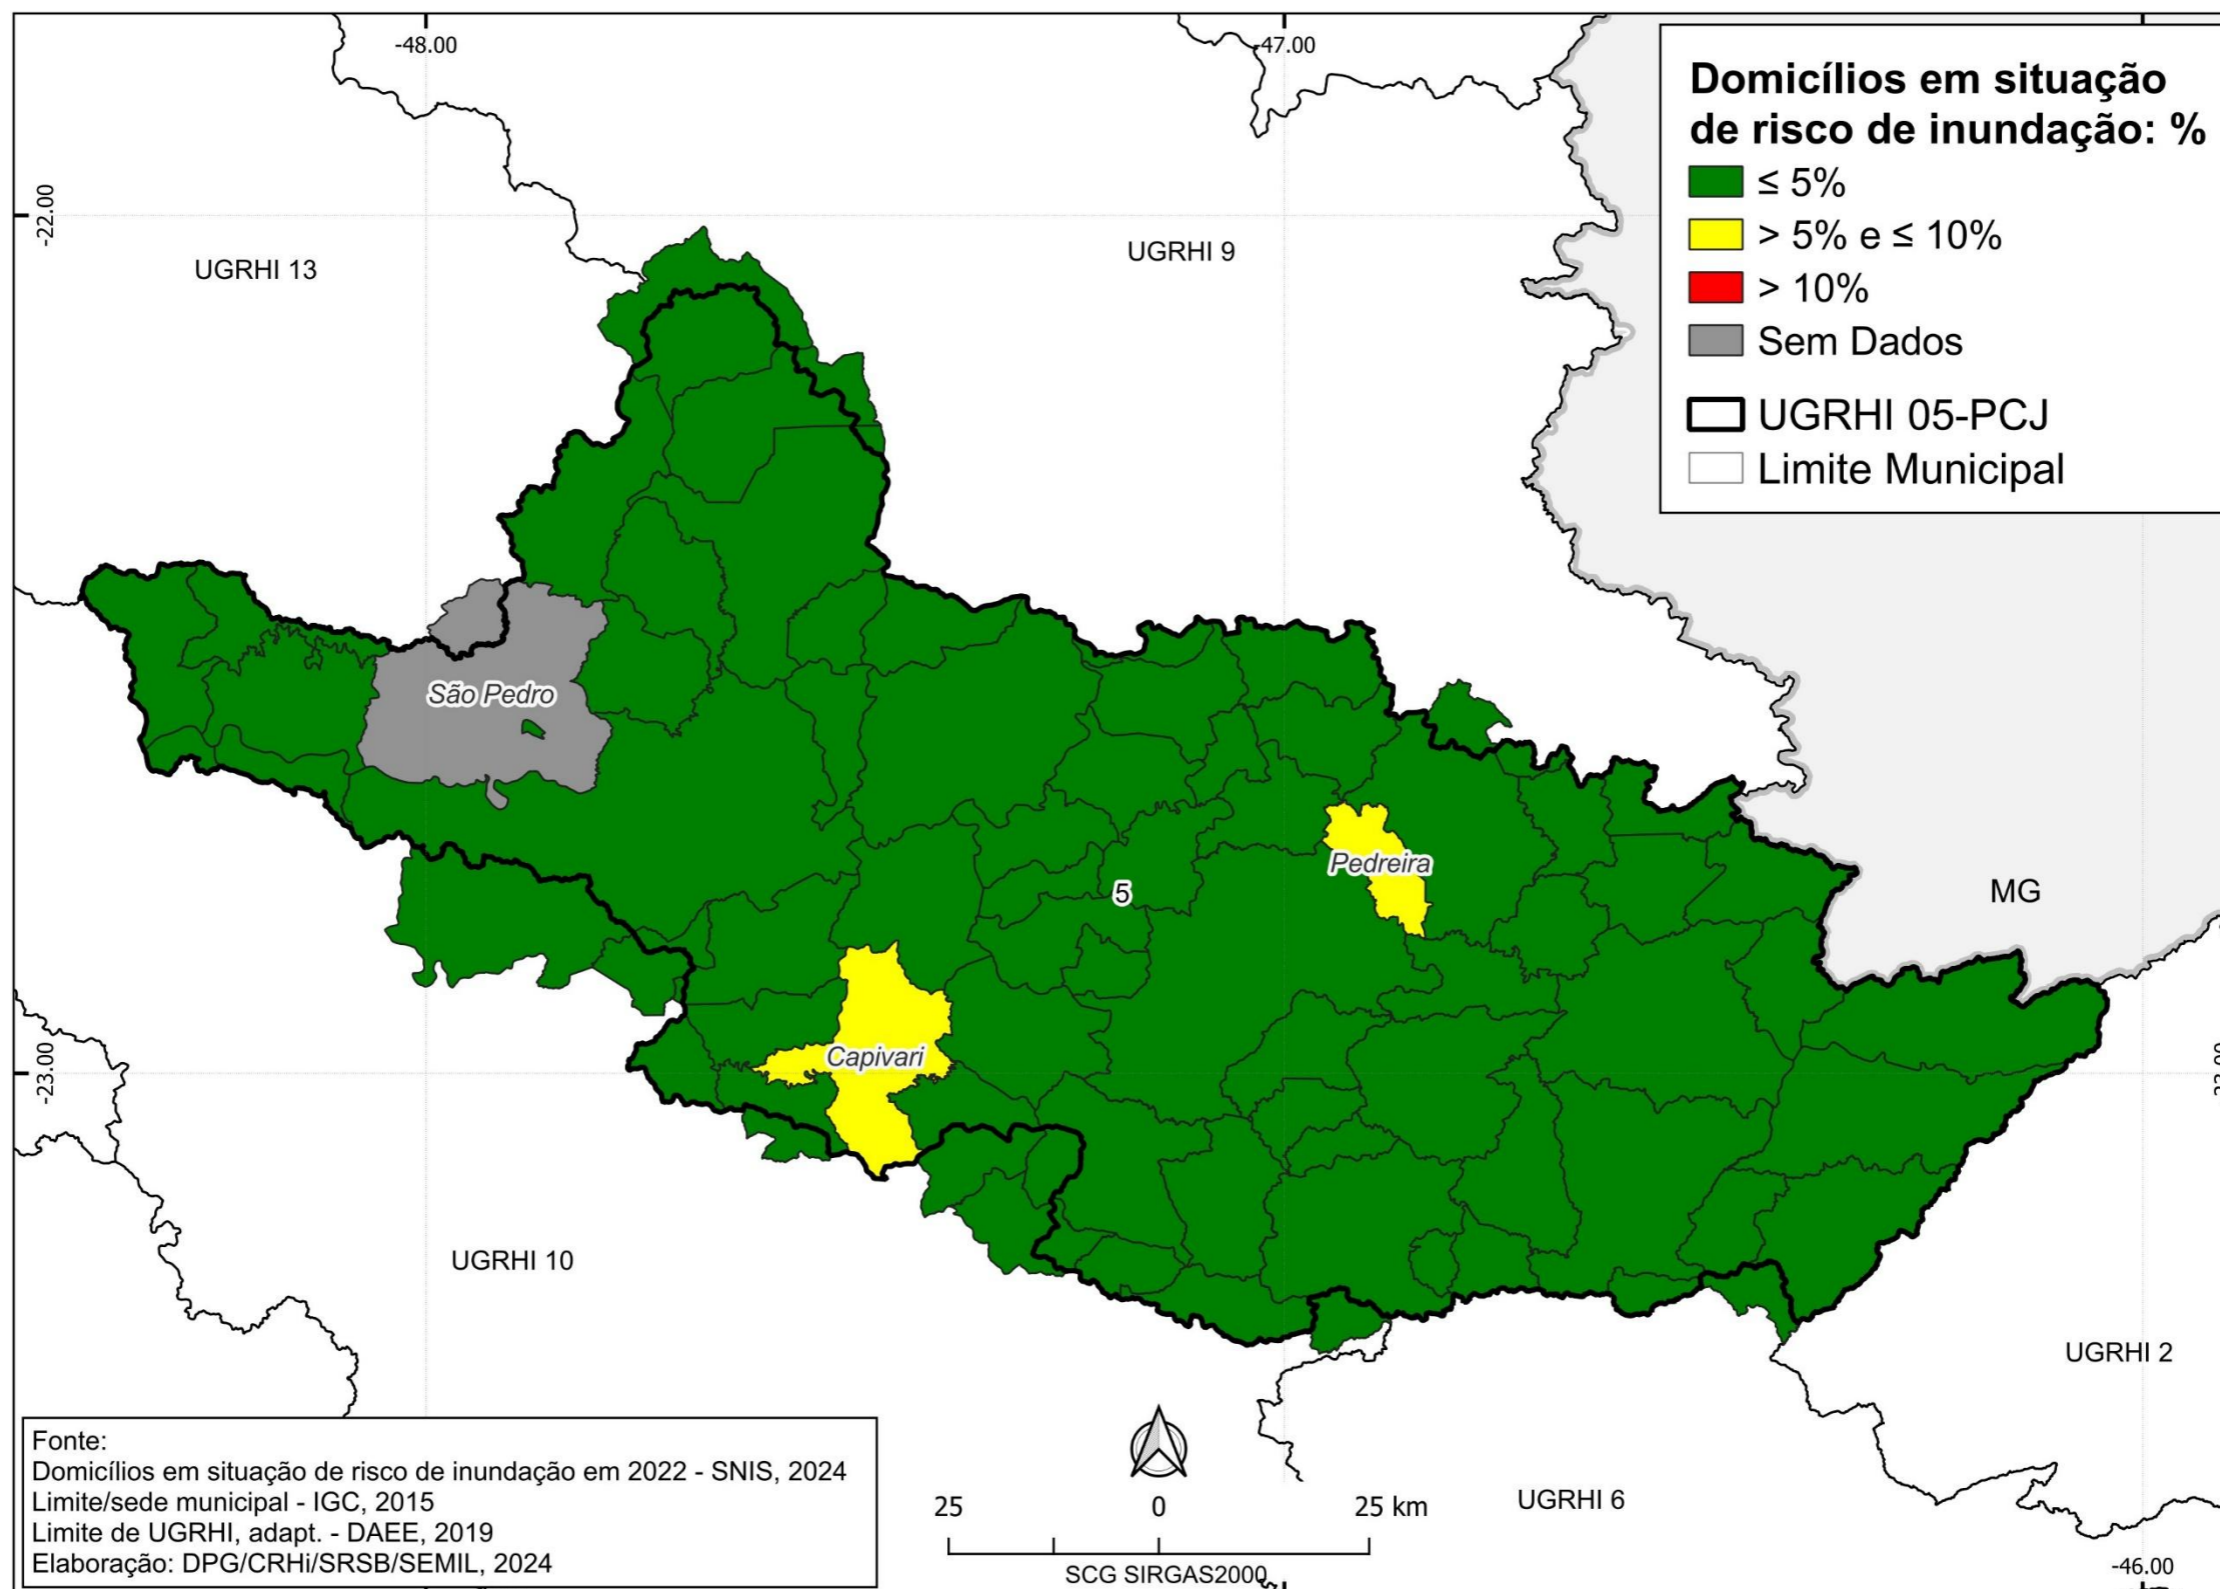 -48.00
-47.00
Domicílios em situação
de risco de inundação: %
≤ 5%
> 5% e ≤ 10%
> 10%
Sem Dados
UGRHI 05-PCJ
Limite Municipal
-22.00
UGRHI 13
UGRHI 9
São Pedro
Pedreira
5
MG
Capivari
-23.00
UGRHI 10
UGRHI 2
UGRHI 6
Fonte:
Domicílios em situação de risco de inundação em 2022 - SNIS, 2024
Limite/sede municipal - IGC, 2015
Limite de UGRHI, adapt. - DAEE, 2019
Elaboração: DPG/CRHi/SRSB/SEMIL, 2024
25 0 25 km
SCG SIRGAS2000
-46.00